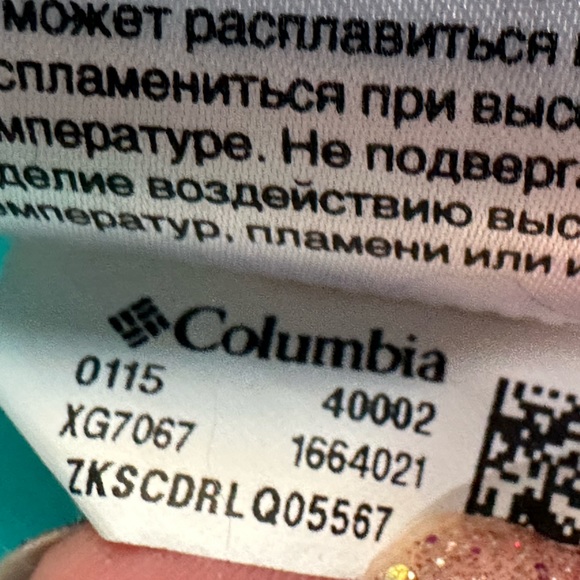 может расплавиться
спламениться при выс
мпературе. Не подверг
делие воздействию выс
емператур, пламени или и
Columbia
0115 40002
XG7067 1664021
ZKSCDRLQ05567